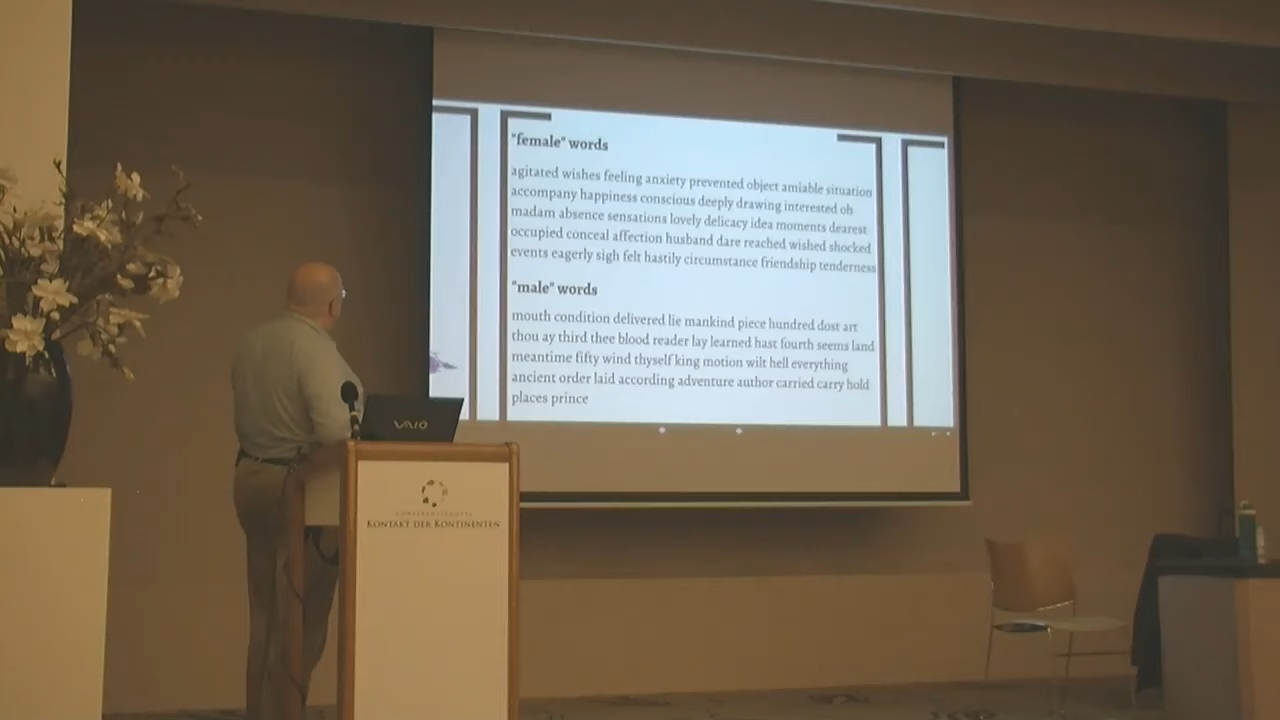 "female" words
agitated wishes feeling anxiety prevented object amiable situation
accompany happiness conscious deeply drawing interested oh
madam absence sensations lovely delicacy idea moments dearest
occupied conceal affection husband dare reached wished shocked
events eagerly sigh felt hastily circumstance friendship tenderness
"male" words
mouth condition delivered lie mankind piece hundred dost art
thou ay third thee blood reader lay learned hast fourth seems land
meantime fifty wind thyself king motion wilt hell everything
ancient order laid according adventure author carried carry hold
places prince
VAIO
KONTAKT DER KONTINENTEN